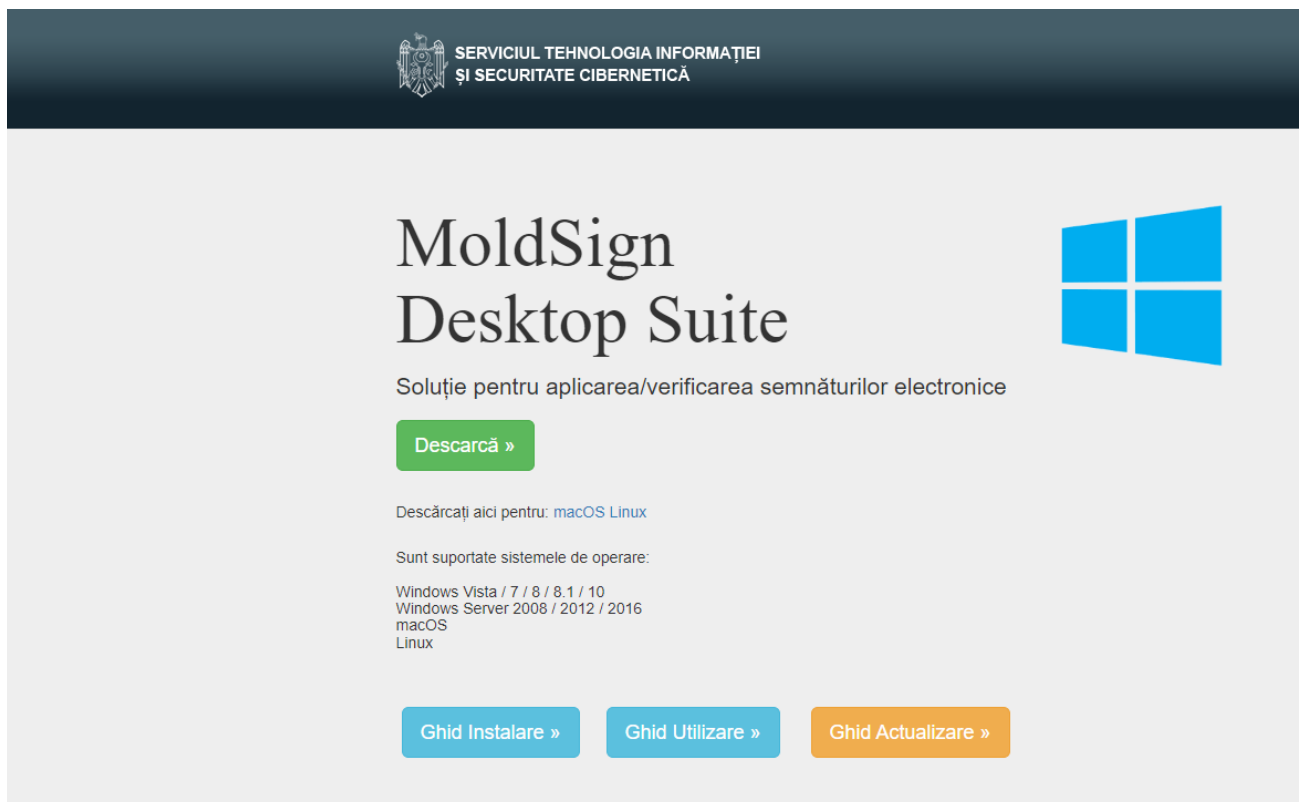 SERVICIUL TEHNOLOGIA INFORMAȚIEI
ȘI SECURITATE CIBERNETICĂ
MoldSign
Desktop Suite
Soluție pentru aplicarea/verificarea semnăturilor electronice
Descarcă »
Descărcați aici pentru: macOS Linux
Sunt suportate sistemele de operare:
Windows Vista / 7 / 8 / 8.1 / 10
Windows Server 2008 / 2012 / 2016
macOS
Linux
Ghid Instalare » Ghid Utilizare » Ghid Actualizare »